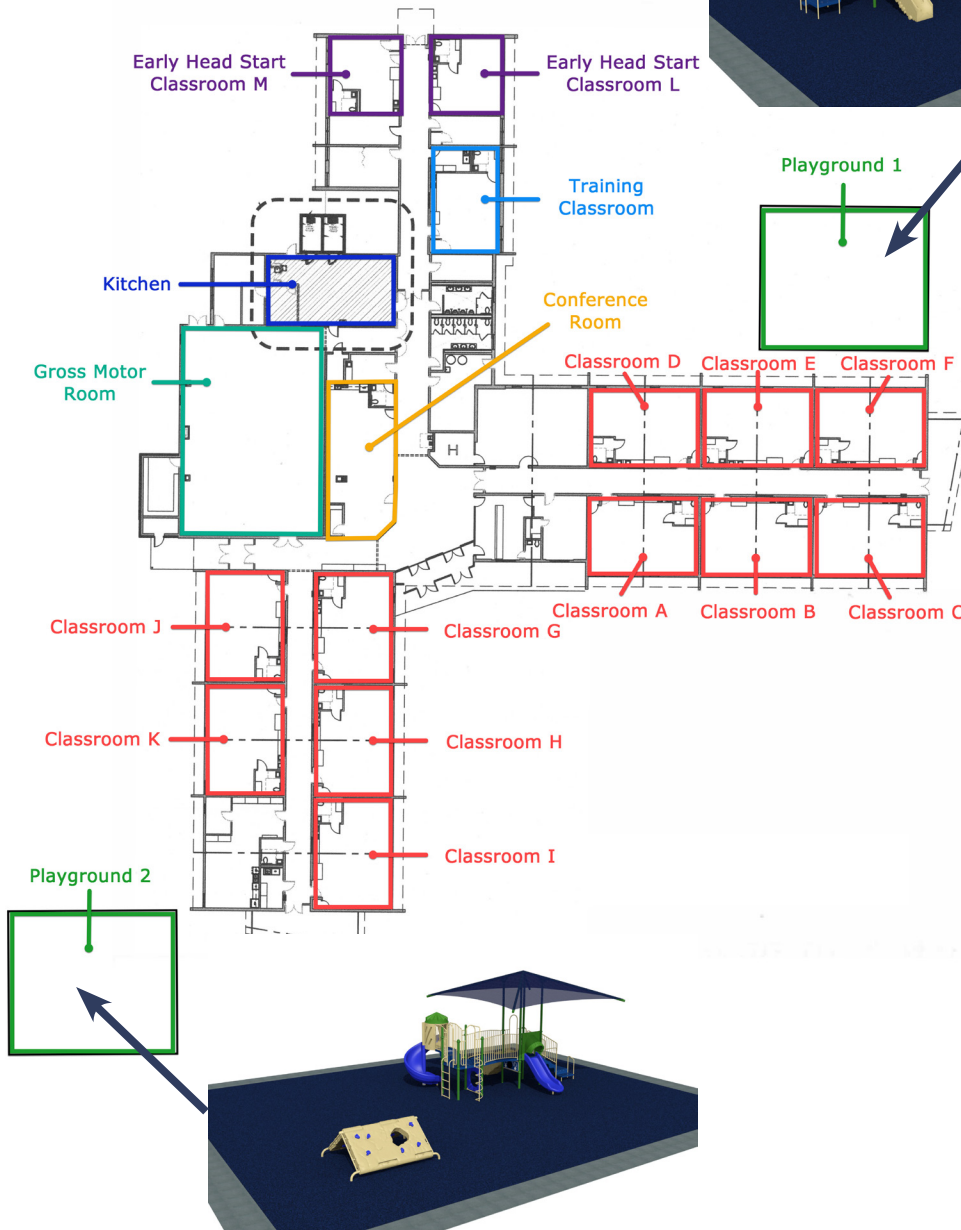 Early Head Start
Classroom M
Early Head Start
Classroom L
Playground 1
Training
Classroom
Kitchen
Conference
Room
Gross Motor
Room
Classroom D
Classroom E
Classroom F
H
Classroom A
Classroom B
Classroom C
Classroom J
Classroom G
Classroom K
Classroom H
Classroom I
Playground 2